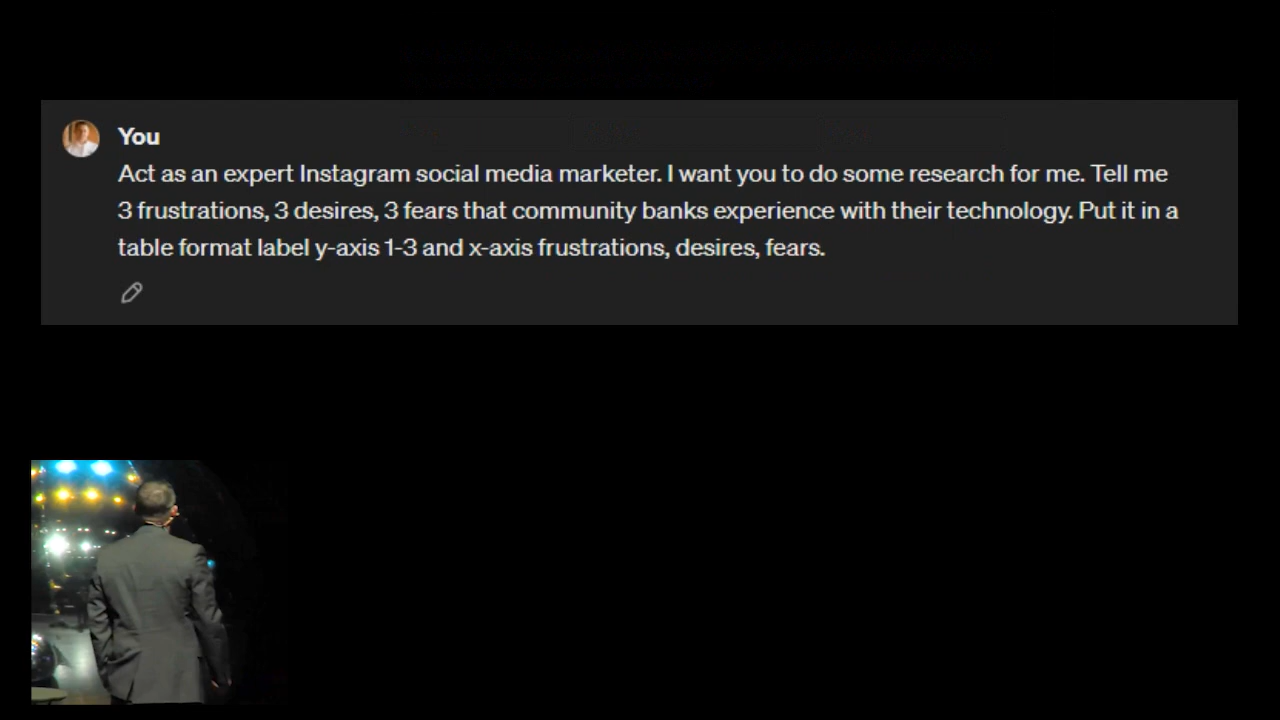 You
Act as an expert Instagram social media marketer. I want you to do some research for me. Tell me
3 frustrations, 3 desires, 3 fears that community banks experience with their technology. Put it in a
table format label y-axis 1-3 and x-axis frustrations, desires, fears.